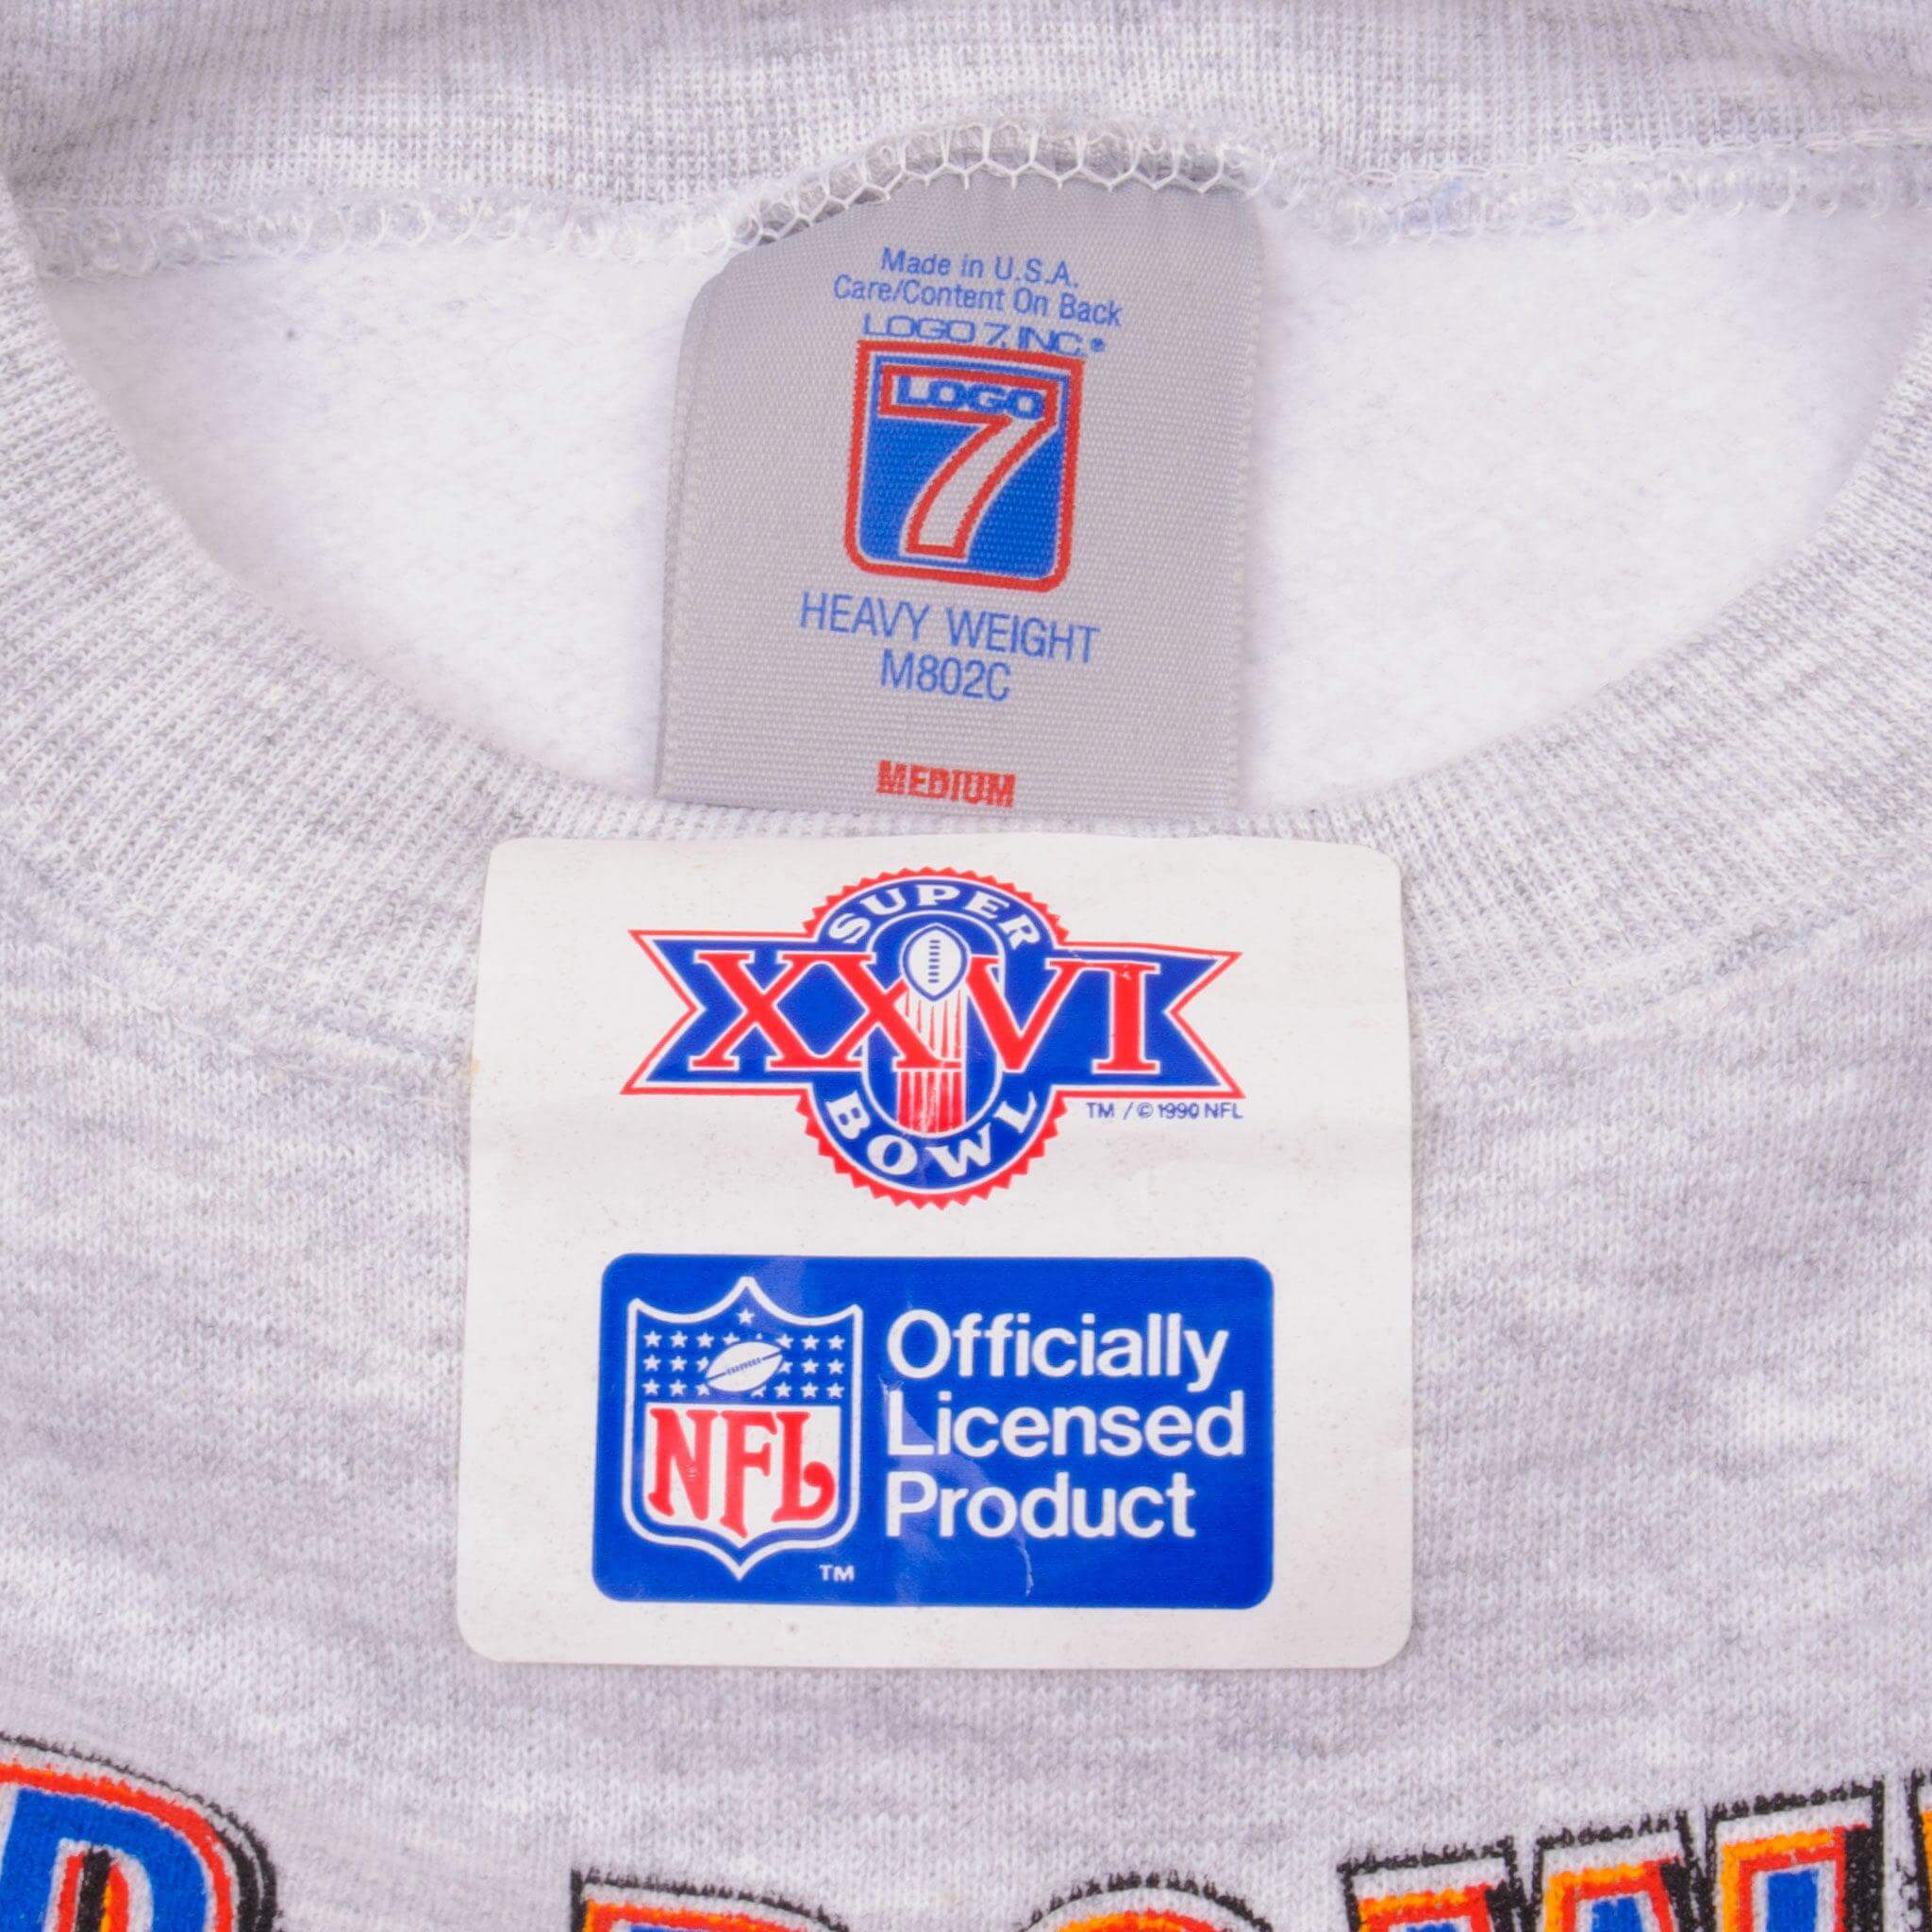 Made in U.S.A.
Care/Content On Back
LOGO 7, INC.®
LOGO
7
HEAVY WEIGHT
M802C
MEDIUM
SUPER
XXVI
BOWL
TM / © 1990 NFL
NFL
TM
Officially
Licensed
Product